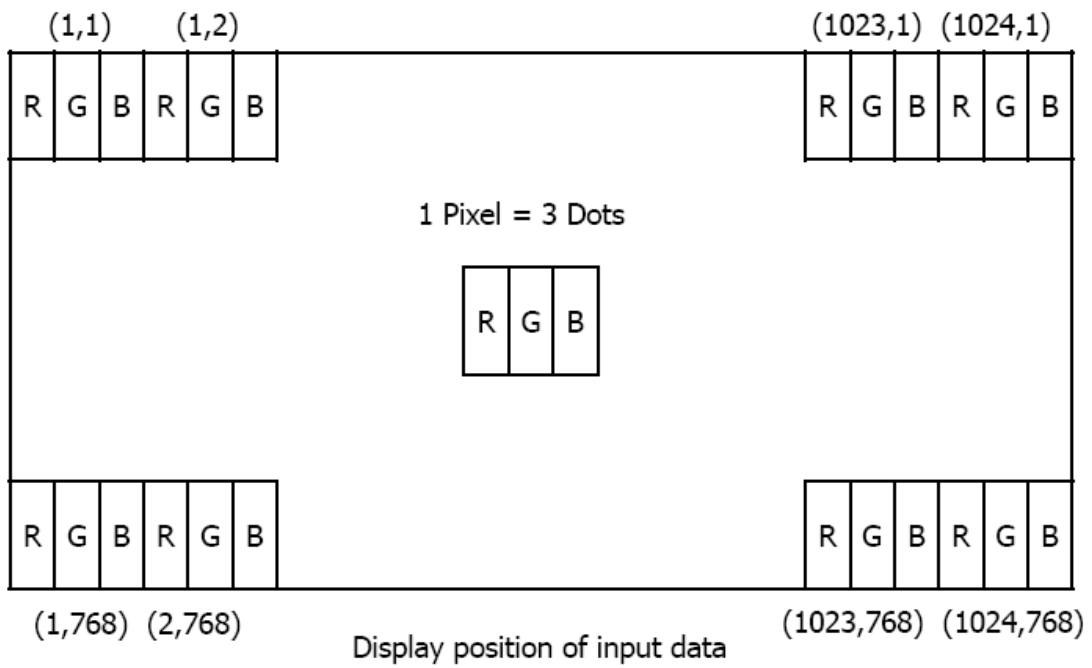 (1,1) (1,2) (1023,1) (1024,1)
R G B R G B R G B R G B
1 Pixel = 3 Dots
R G B
R G B R G B R G B R G B
(1,768) (2,768) (1023,768) (1024,768)
Display position of input data